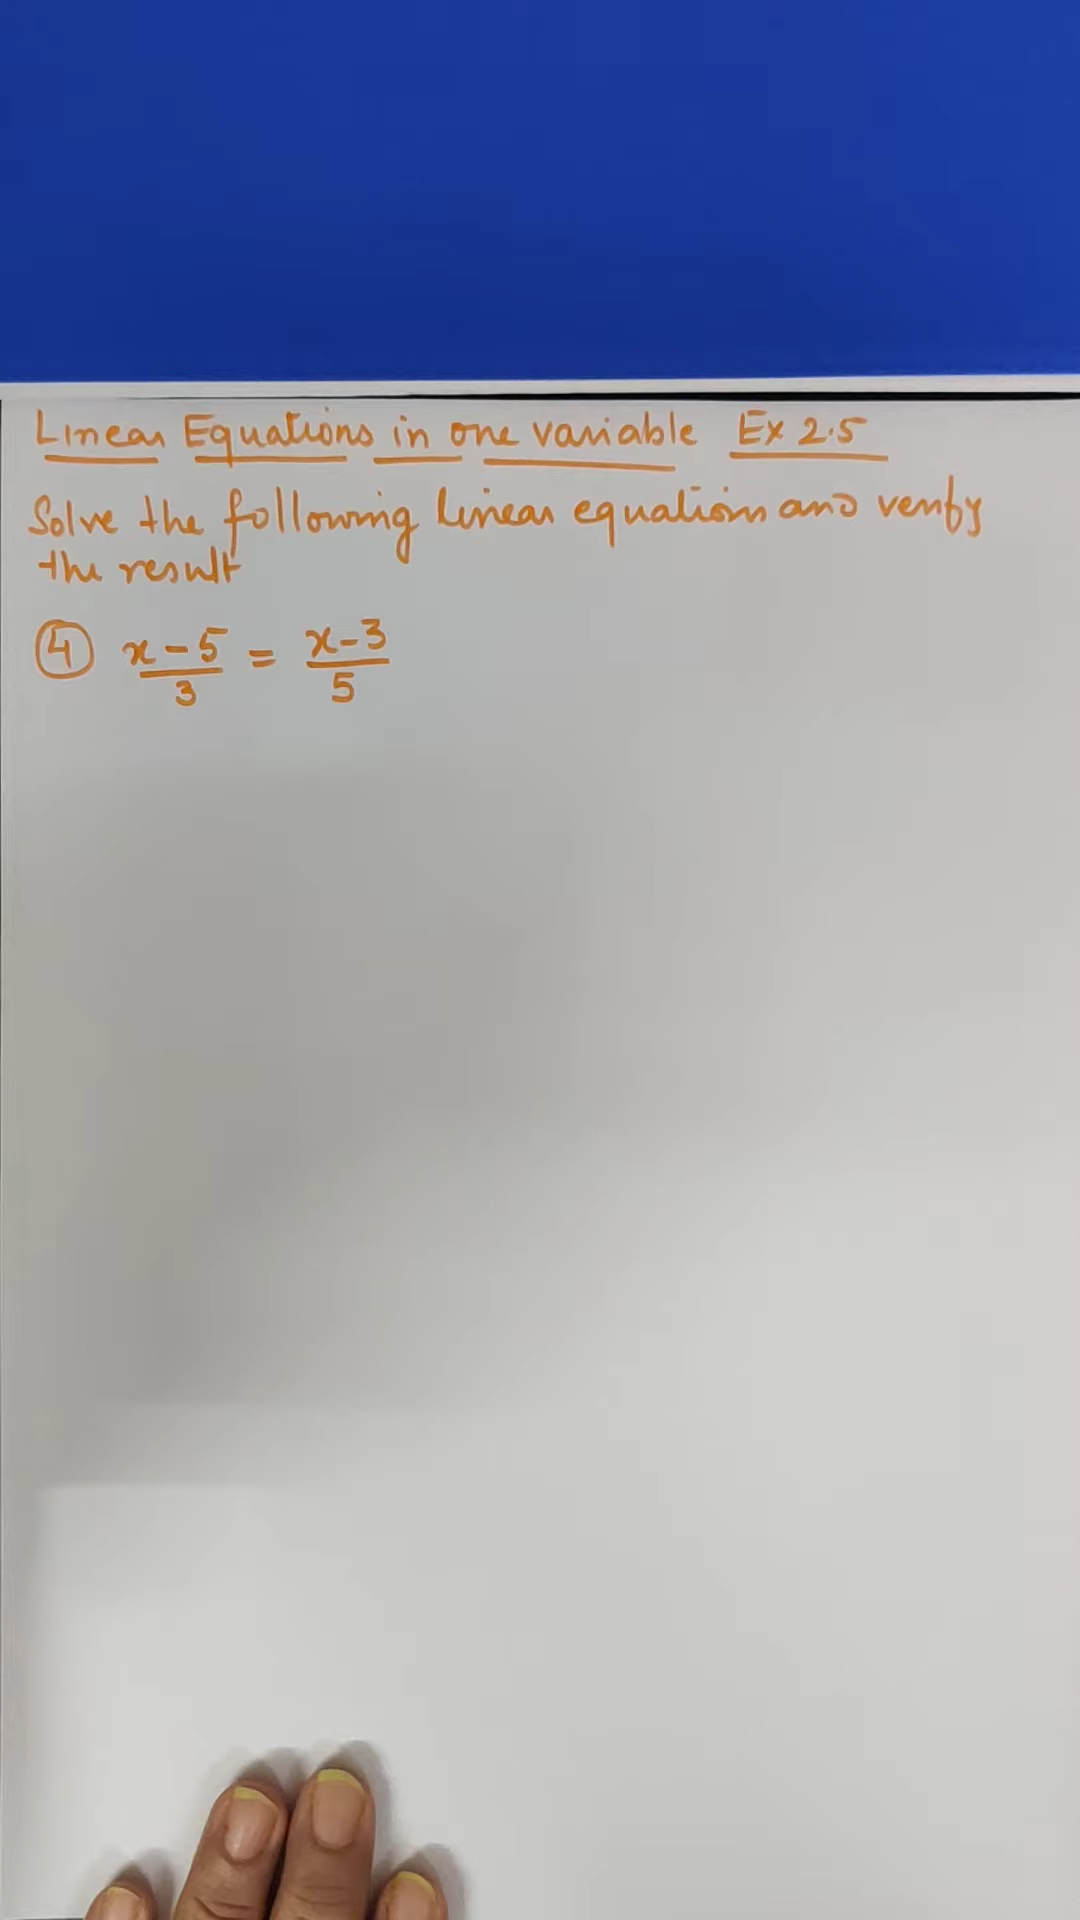 Linear Equations in one variable Ex 2.5
Solve the following linear equations and verify
the result
④ x-5/3 = x-3/5